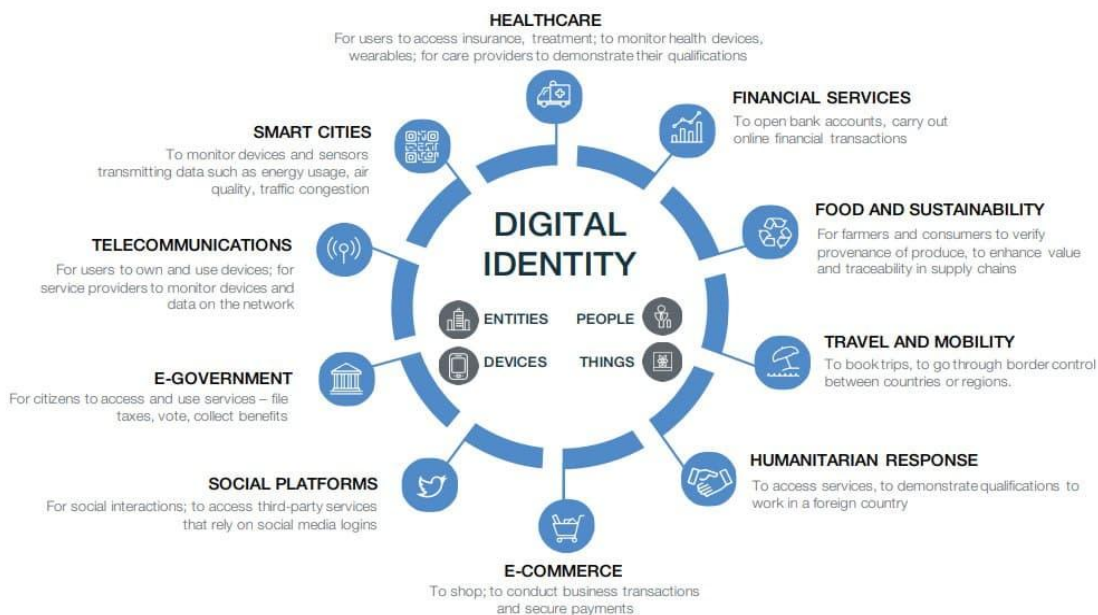 HEALTHCARE
For users to access insurance, treatment; to monitor health devices,
wearables; for care providers to demonstrate their qualifications
FINANCIAL SERVICES
To open bank accounts, carry out
online financial transactions
SMART CITIES
To monitor devices and sensors
transmitting data such as energy usage, air
quality, traffic congestion
FOOD AND SUSTAINABILITY
For farmers and consumers to verify
provenance of produce, to enhance value
and traceability in supply chains
TELECOMMUNICATIONS
For users to own and use devices; for
service providers to monitor devices and
data on the network
DIGITAL
IDENTITY
ENTITIES PEOPLE
DEVICES THINGS
TRAVEL AND MOBILITY
To book trips, to go through border control
between countries or regions.
E-GOVERNMENT
For citizens to access and use services – file
taxes, vote, collect benefits
HUMANITARIAN RESPONSE
To access services, to demonstrate qualifications to
work in a foreign country
SOCIAL PLATFORMS
For social interactions; to access third-party services
that rely on social media logins
E-COMMERCE
To shop; to conduct business transactions
and secure payments